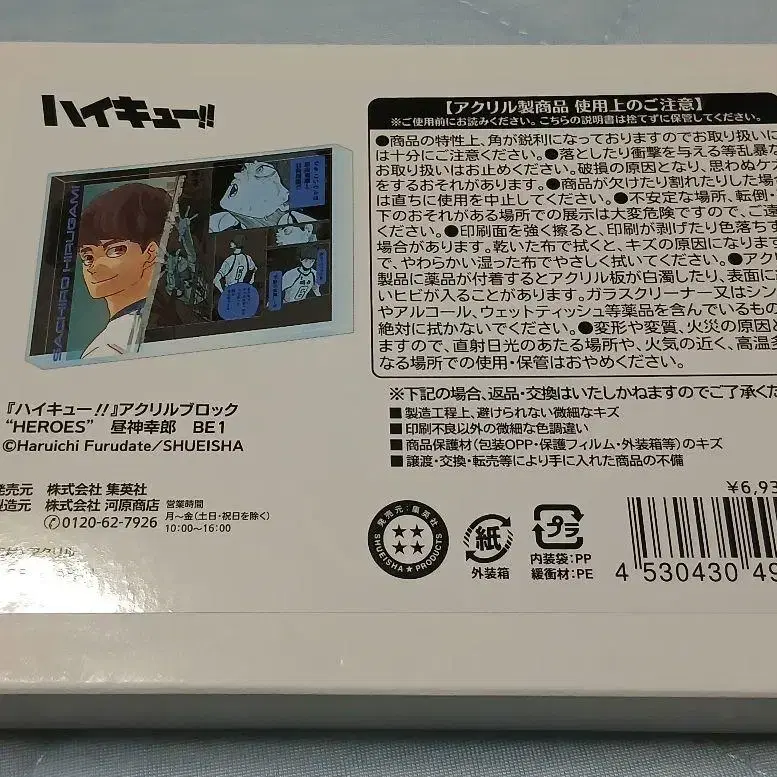 ハイキュー!!
SACHIRO HIRUGAMI
『ハイキュー!!』アクリルブロック
“HEROES” 昼神幸郎 BE1
©Haruichi Furudate/SHUEISHA
発売元 株式会社 集英社
製造元 株式会社 河原商店
0120-62-7926
営業時間
月〜金(土日・祝日を除く)
10:00〜16:00
アクリル
【アクリル製商品 使用上のご注意】
※ご使用前にお読みください。こちらの説明書は捨てずに保管してください。
●商品の特性上、角が鋭利になっておりますのでお取り扱いに
は十分にご注意ください。●落としたり衝撃を与える等乱暴な
お取り扱いはお止めください。破損の原因となり、思わぬケ
をするおそれがあります。●商品が欠けたり割れたりした場
は直ちに使用を中止してください。●不安定な場所、転倒・
下のおそれがある場所での展示は大変危険ですので、ご遠
ください。●印刷面を強く擦ると、印刷が剥げたり色落ちす
場合があります。乾いた布で拭くと、キズの原因になります
で、やわらかい湿った布でやさしく拭いてください。●アク
製品に薬品が付着するとアクリル板が白濁したり、表面に
いヒビが入ることがあります。ガラスクリーナー又はシン
やアルコール、ウェットティッシュ等薬品を含んでいるもの
絶対に拭かないでください。●変形や変質、火災の原因
ますので、直射日光のあたる場所や、火気の近く、高温多
なる場所での使用・保管はおやめください。
※下記の場合、返品・交換はいたしかねますのでご了承くだ
■製造工程上、避けられない微細なキズ
■印刷不良以外の微細な色調違い
■商品保護材(包装OPP・保護フィルム・外装箱等)のキズ
■譲渡・交換・転売等により手に入れた商品の不備
発売元:集英社
SHUEISHA★PRODUCTS
紙
外装箱
プラ
内装袋:PP
緩衝材:PE
¥6,93
4 530430 49